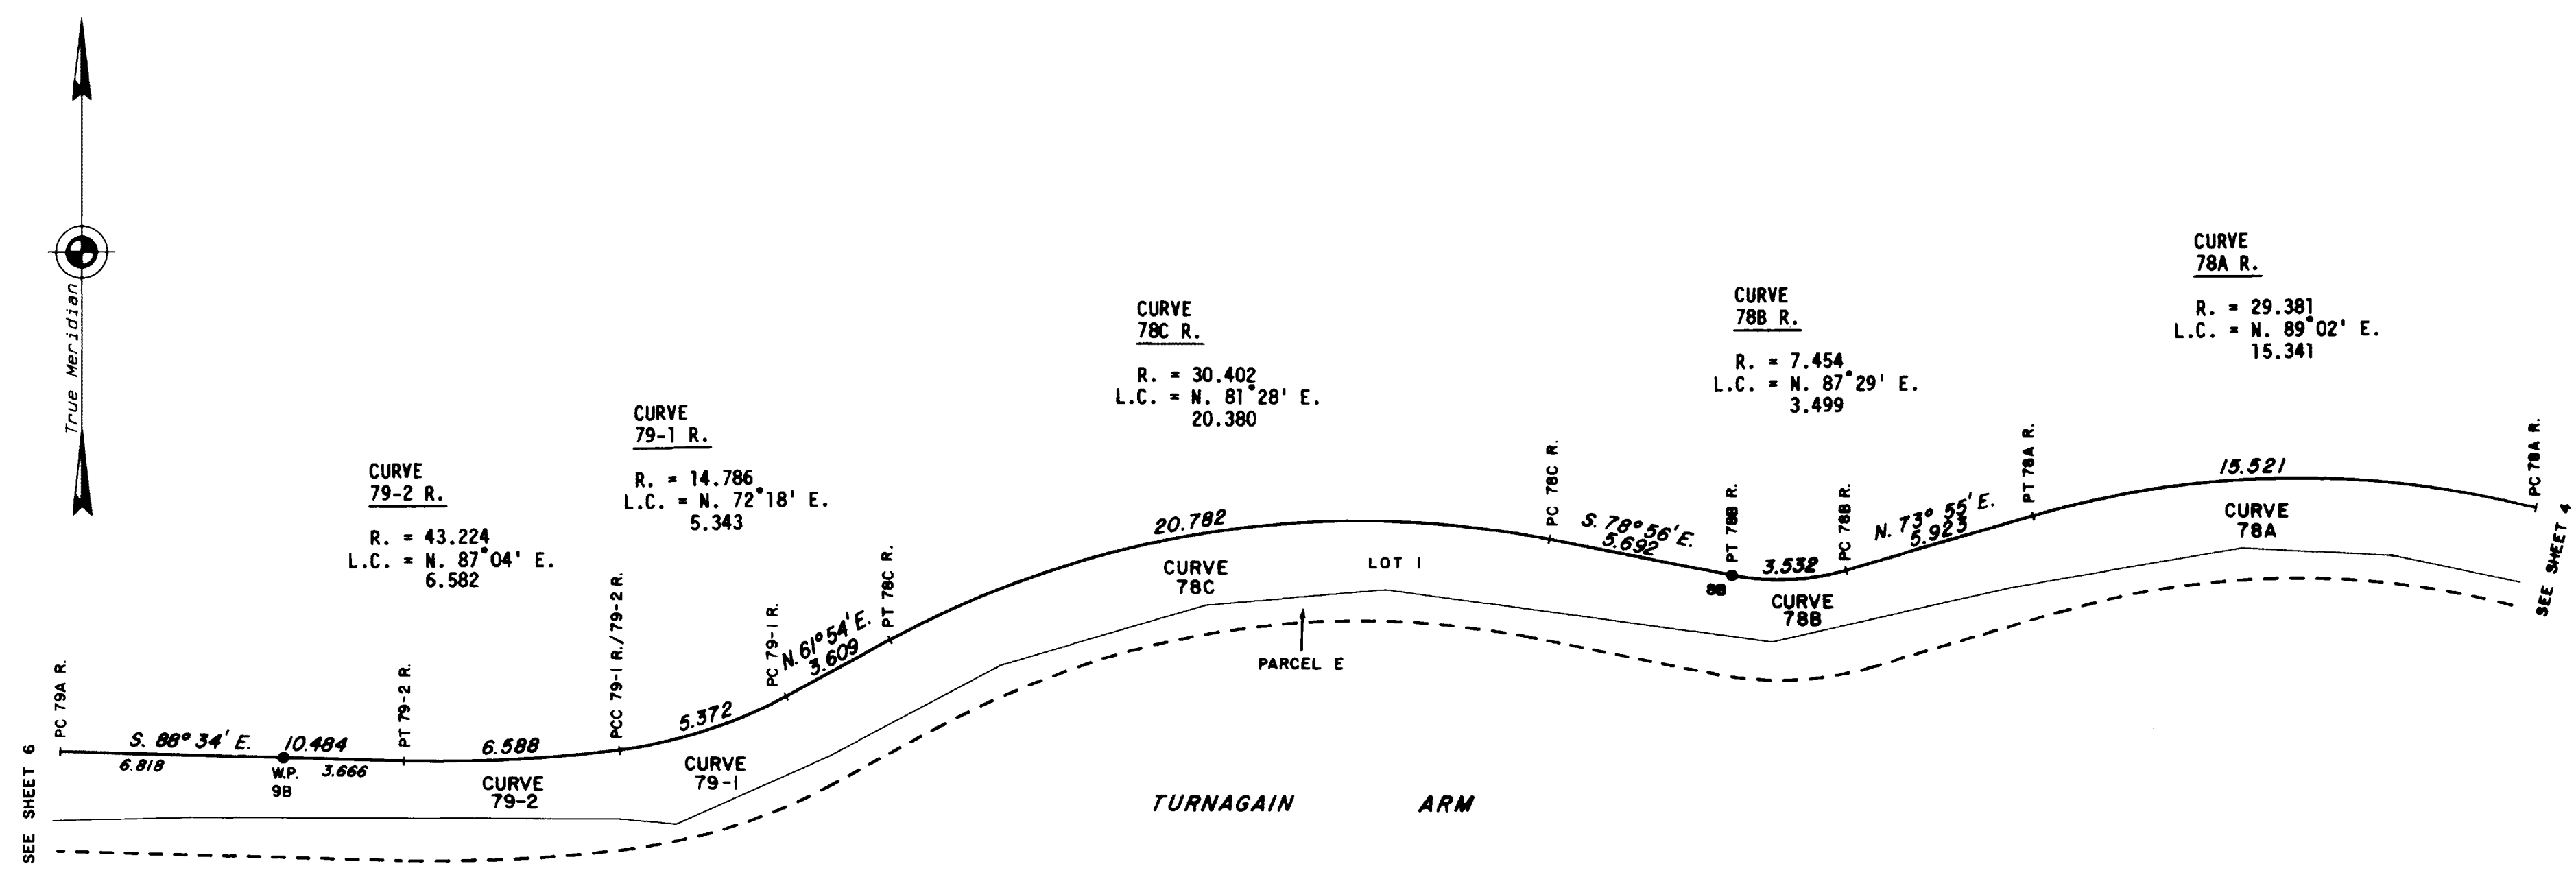 True Meridian
CURVE
78A R.
R. = 29.381
L.C. = N. 89°02' E.
15.341
CURVE
78B R.
R. = 7.454
L.C. = N. 87°29' E.
3.499
CURVE
78C R.
R. = 30.402
L.C. = N. 81°28' E.
20.380
CURVE
79-1 R.
R. = 14.786
L.C. = N. 72°18' E.
5.343
CURVE
79-2 R.
R. = 43.224
L.C. = N. 87°04' E.
6.582
SEE SHEET 6
PC 79A R.
S. 88° 34' E.
10.484
6.818
W.P.
9B
3.666
PT 79-2 R.
6.588
CURVE
79-2
PCC 79-1 R./79-2 R.
5.372
CURVE
79-1
PC 79-1 R.
N. 61° 54' E.
3.609
PT 78C R.
20.782
CURVE
78C
LOT 1
PARCEL E
PC 78C R.
S. 78° 56' E.
5.692
PT 78B R.
8B
3.532
CURVE
78B
PC 78B R.
N. 73° 55' E.
5.923
PT 78A R.
15.521
CURVE
78A
PC 78A R.
SEE SHEET 4
TURNAGAIN ARM